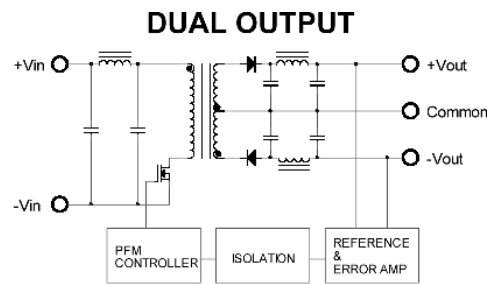 DUAL OUTPUT
+Vin
+Vout
Common
-Vout
-Vin
PFM
CONTROLLER
ISOLATION
REFERENCE
&
ERROR AMP